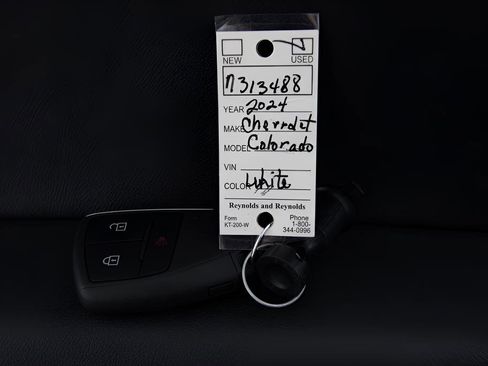 NEW USED
n313488
YEAR 2024
MAKE Chevrolet
MODEL Colorado
VIN
COLOR White
Reynolds and Reynolds
Form Phone
KT-200-W 1-800-
344-0996